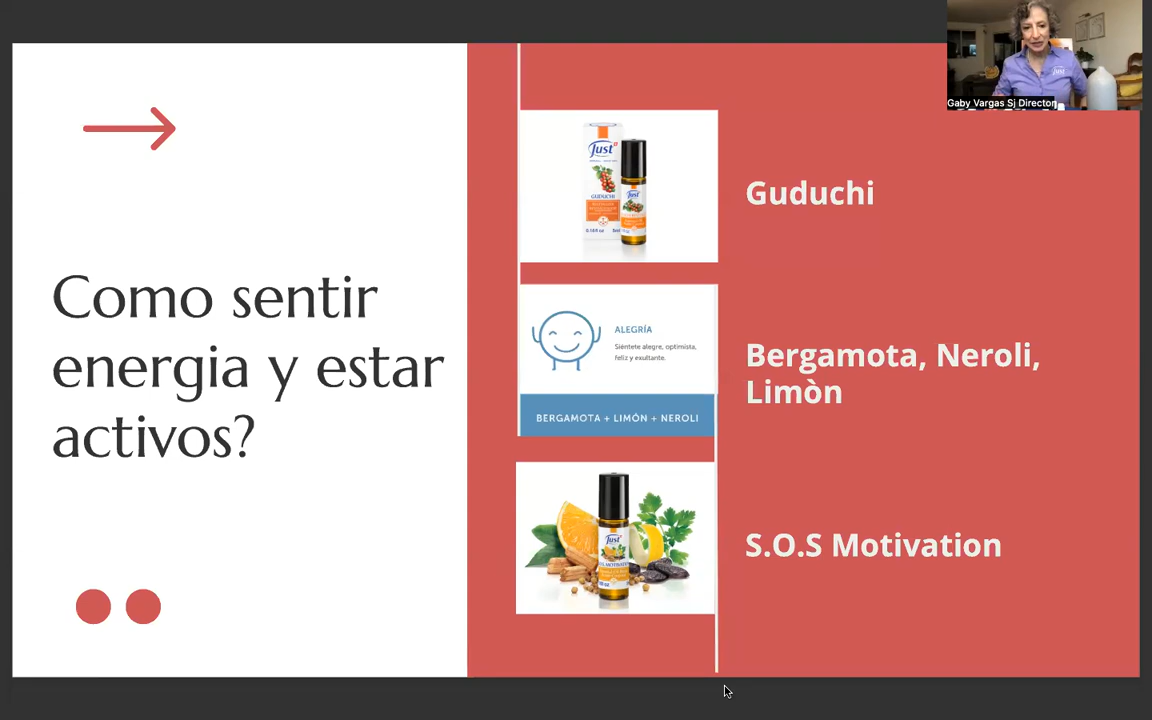 Gaby Vargas Sj Director
Como sentir
energia y estar
activos?
Just
GUDUCHI
Just
Guduchi
ALEGRÍA
Siéntete alegre, optimista,
feliz y exultante.
BERGAMOTA + LIMÓN + NEROLI
Bergamota, Neroli,
Limòn
Just
S.O.S Motivation